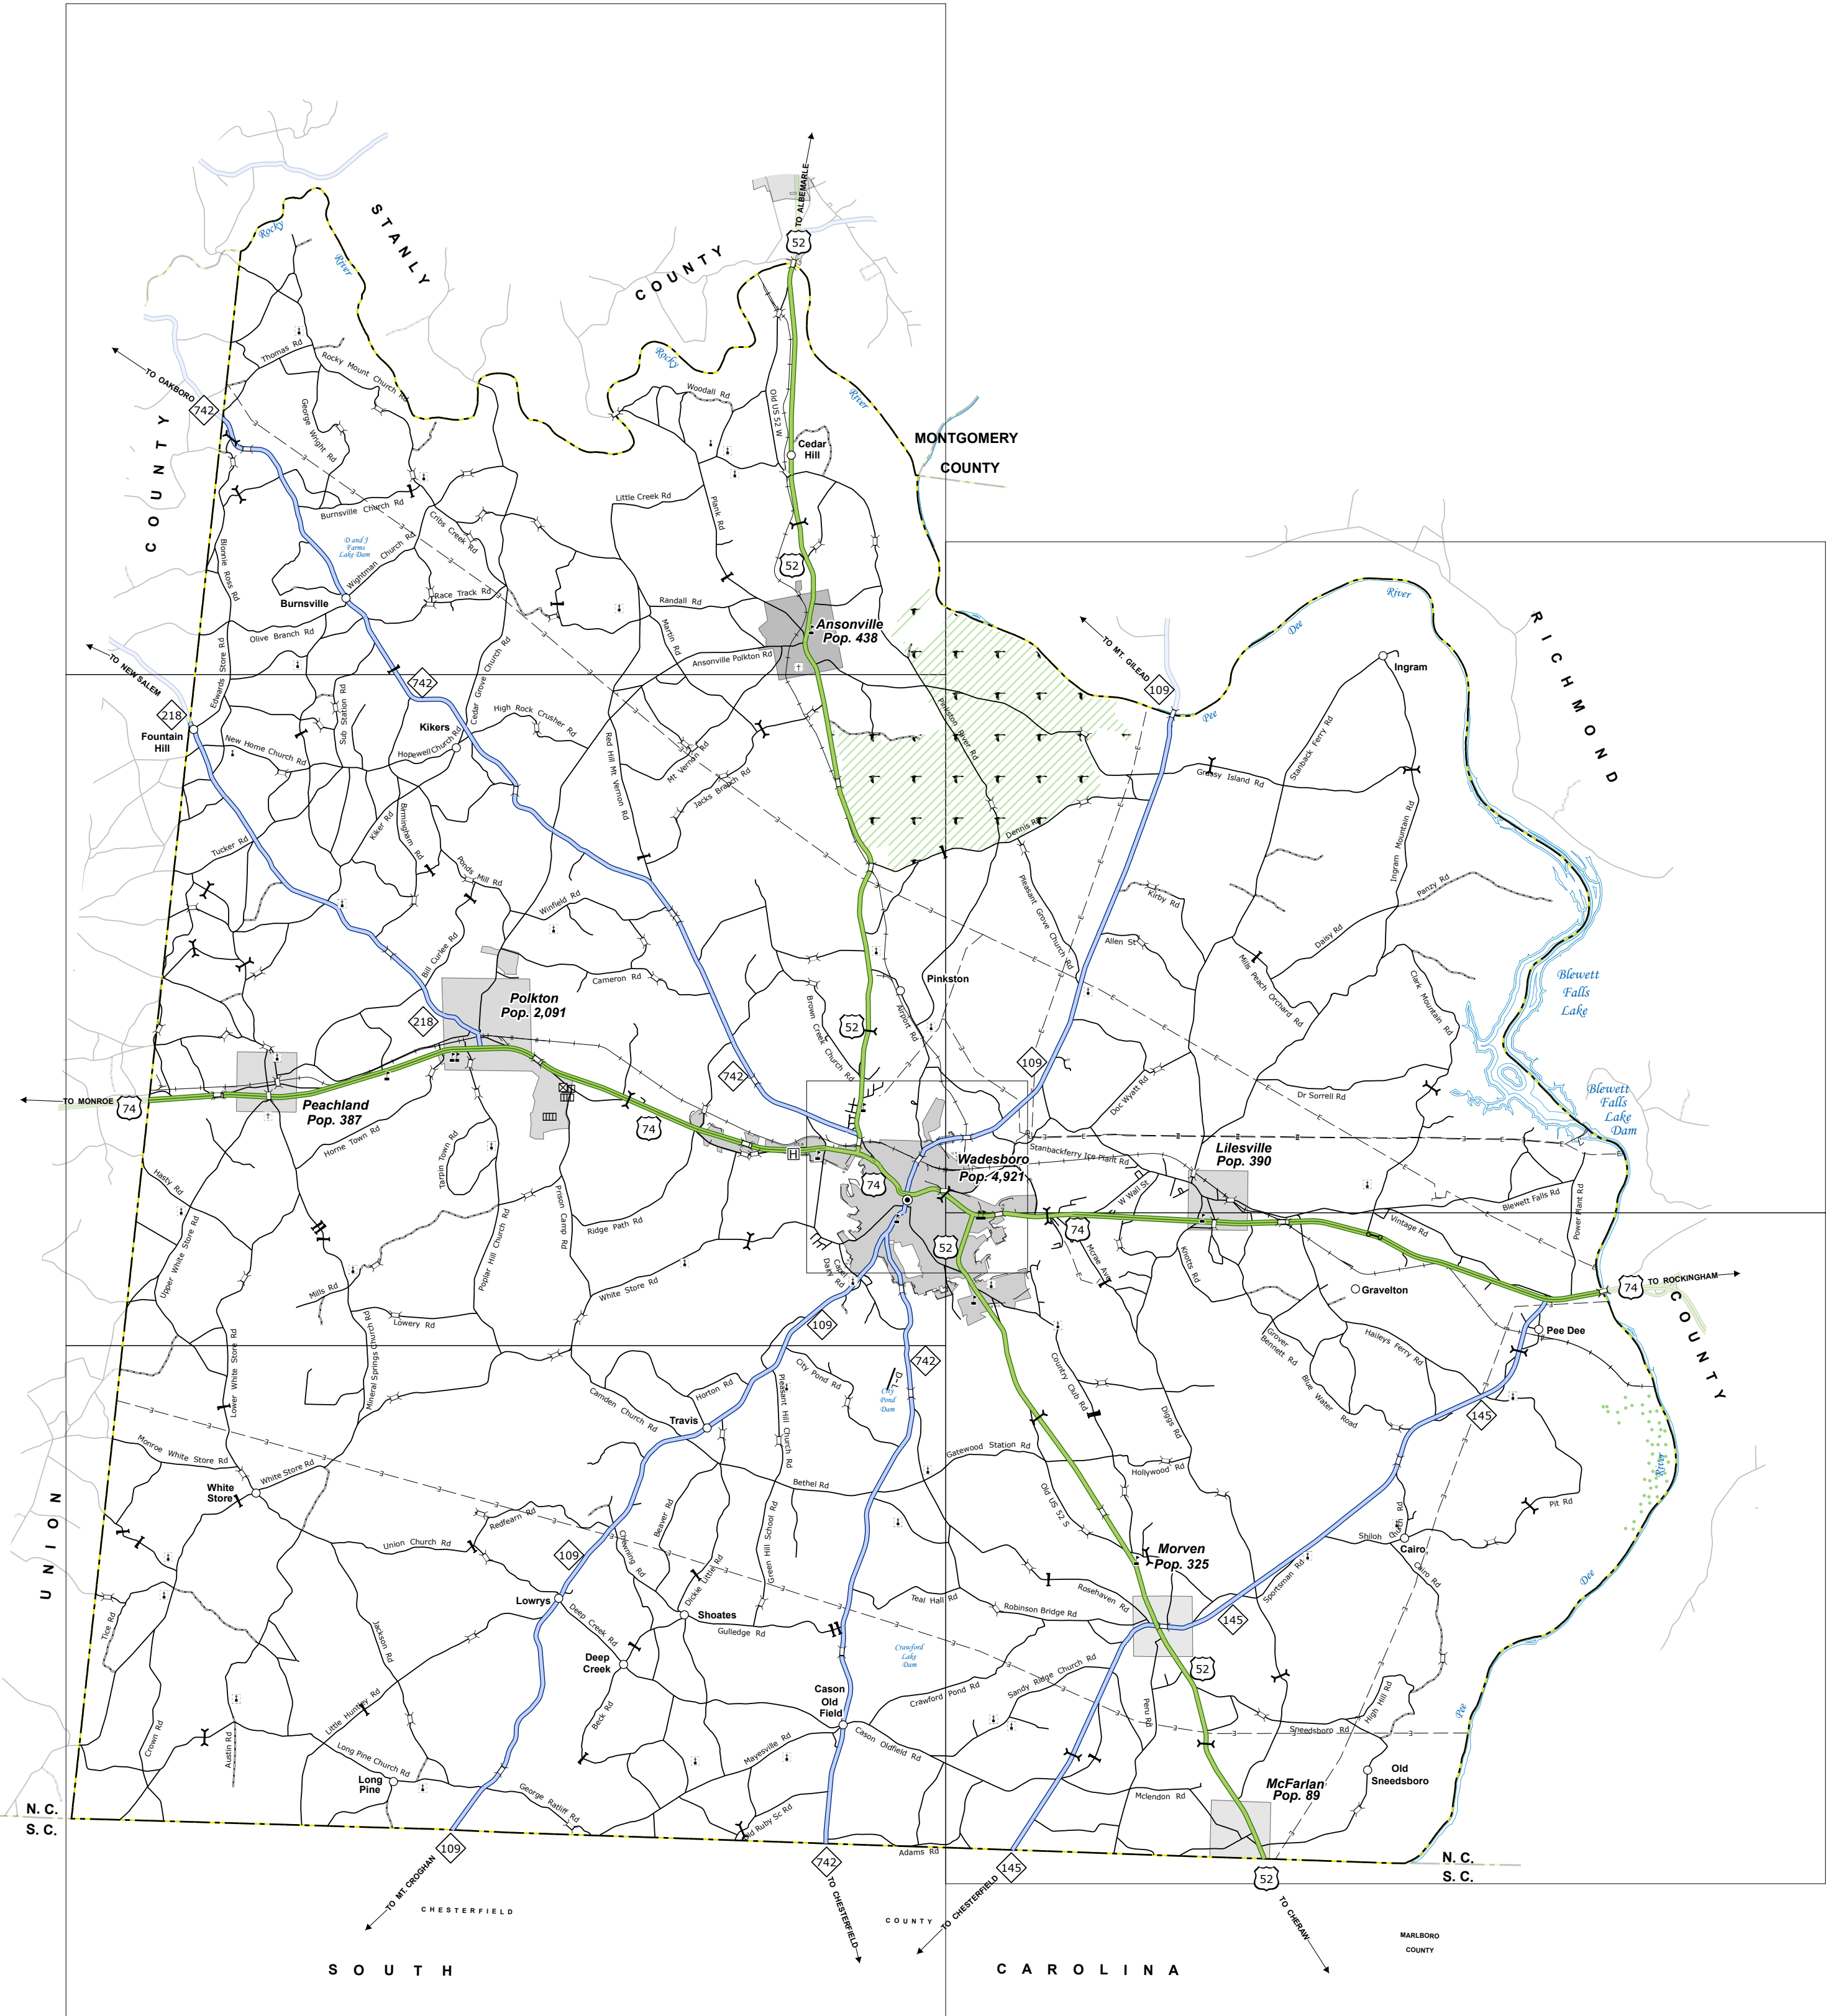 STANLY
COUNTY
TO ALBEMARLE
52
Rocky
River
Rocky
River
TO OAKBORO
742
COUNTY
Thomas Rd
Rocky Mount Church Rd
George Wright Rd
Woodall Rd
Old US 52 W
Cedar
Hill
MONTGOMERY
COUNTY
Little Creek Rd
Plank Rd
Burnsville Church Rd
Cribs Creek Rd
D and J
Farms
Lake Dam
Wightman Church Rd
Blonnie Ross Rd
52
Burnsville
Race Track Rd
Randall Rd
Martin Rd
Ansonville
Pop. 438
Olive Branch Rd
Ansonville Polkton Rd
Edwards Store Rd
Cedar Grove Church Rd
TO NEW SALEM
218
Fountain
Hill
742
Sub Station Rd
Kikers
High Rock Crusher Rd
New Home Church Rd
Hopewell Church Rd
Red Hill Mt Vernon Rd
Mt Vernon Rd
Jacks Branch Rd
Pinkston River Rd
Dennis Rd
TO MT. GILEAD
109
Pee
Dee
River
Ingram
RICHMOND
Stanback Ferry Rd
Grassy Island Rd
Ingram Mountain Rd
Kiker Rd
Birmingham Rd
Tucker Rd
Ponds Mill Rd
Winfield Rd
Pleasant Grove Church Rd
Kirby Rd
Panzy Rd
Allen St
Daisy Rd
Mills Peach Orchard Rd
Clark Mountain Rd
Blewett
Falls
Lake
Bill Curlee Rd
Cameron Rd
Polkton
Pop. 2,091
218
Pinkston
Airport Rd
Brown Creek Church Rd
52
109
742
Doc Wyatt Rd
Dr Sorrell Rd
Blewett
Falls
Lake
Dam
TO MONROE
74
Peachland
Pop. 387
Horne Town Rd
Tarpin Town Rd
74
H
Wadesboro
Pop. 4,921
Stanbackferry Ice Plant Rd
Lilesville
Pop. 390
W Wall St
74
52
74
Blewett Falls Rd
Vintage Rd
Power Plant Rd
Hasty Rd
Upper White Store Rd
Poplar Hill Church Rd
Prison Camp Rd
Ridge Path Rd
White Store Rd
Capel
Dairy Rd
Mcrae Ave
Knotts Rd
Gravelton
74
TO ROCKINGHAM
COUNTY
Mills Rd
Lowery Rd
109
742
Pee Dee
Grover
Bennett Rd
Haileys Ferry Rd
Lower White Store Rd
Mineral Springs Church Rd
Camden Church Rd
Horton Rd
City Pond Rd
Pleasant Hill Church Rd
D-L
City
Pond
Dam
Country Club Rd
Diggs Rd
Blue Water Road
145
Travis
Monroe White Store Rd
White Store Rd
White
Store
Gatewood Station Rd
Hollywood Rd
Bethel Rd
Old US 52 S
River
Pit Rd
UNION
Redfearn Rd
Union Church Rd
109
Chowning Rd
Beaver Rd
Dickie Little Rd
Green Hill School Rd
Morven
Pop. 325
Shiloh Church Rd
Cairo
Cairo Rd
Sportsman Rd
Dee
Lowrys
Deep Creek Rd
Shoates
Gulledge Rd
Teal Hall Rd
Rosehaven Rd
Robinson Bridge Rd
145
Tice Rd
Jackson Rd
Deep
Creek
Crawford
Lake
Dam
Sandy Ridge Church Rd
52
Crown Rd
Austin Rd
Little Huntley Rd
Beck Rd
Cason
Old
Field
Crawford Pond Rd
Peru Rd
High Hill Rd
Sneedsboro Rd
Pee
Long Pine Church Rd
Long
Pine
Mayesville Rd
Cason Oldfield Rd
Old
Sneedsboro
McFarlan
Pop. 89
Mclendon Rd
George Ratliff Rd
Old Ruby Sc Rd
Adams Rd
N. C.
S. C.
109
742
145
52
N. C.
S. C.
TO MT. CROGHAN
TO CHESTERFIELD
TO CHESTERFIELD
TO CHERAW
CHESTERFIELD
COUNTY
MARLBORO
COUNTY
SOUTH
CAROLINA